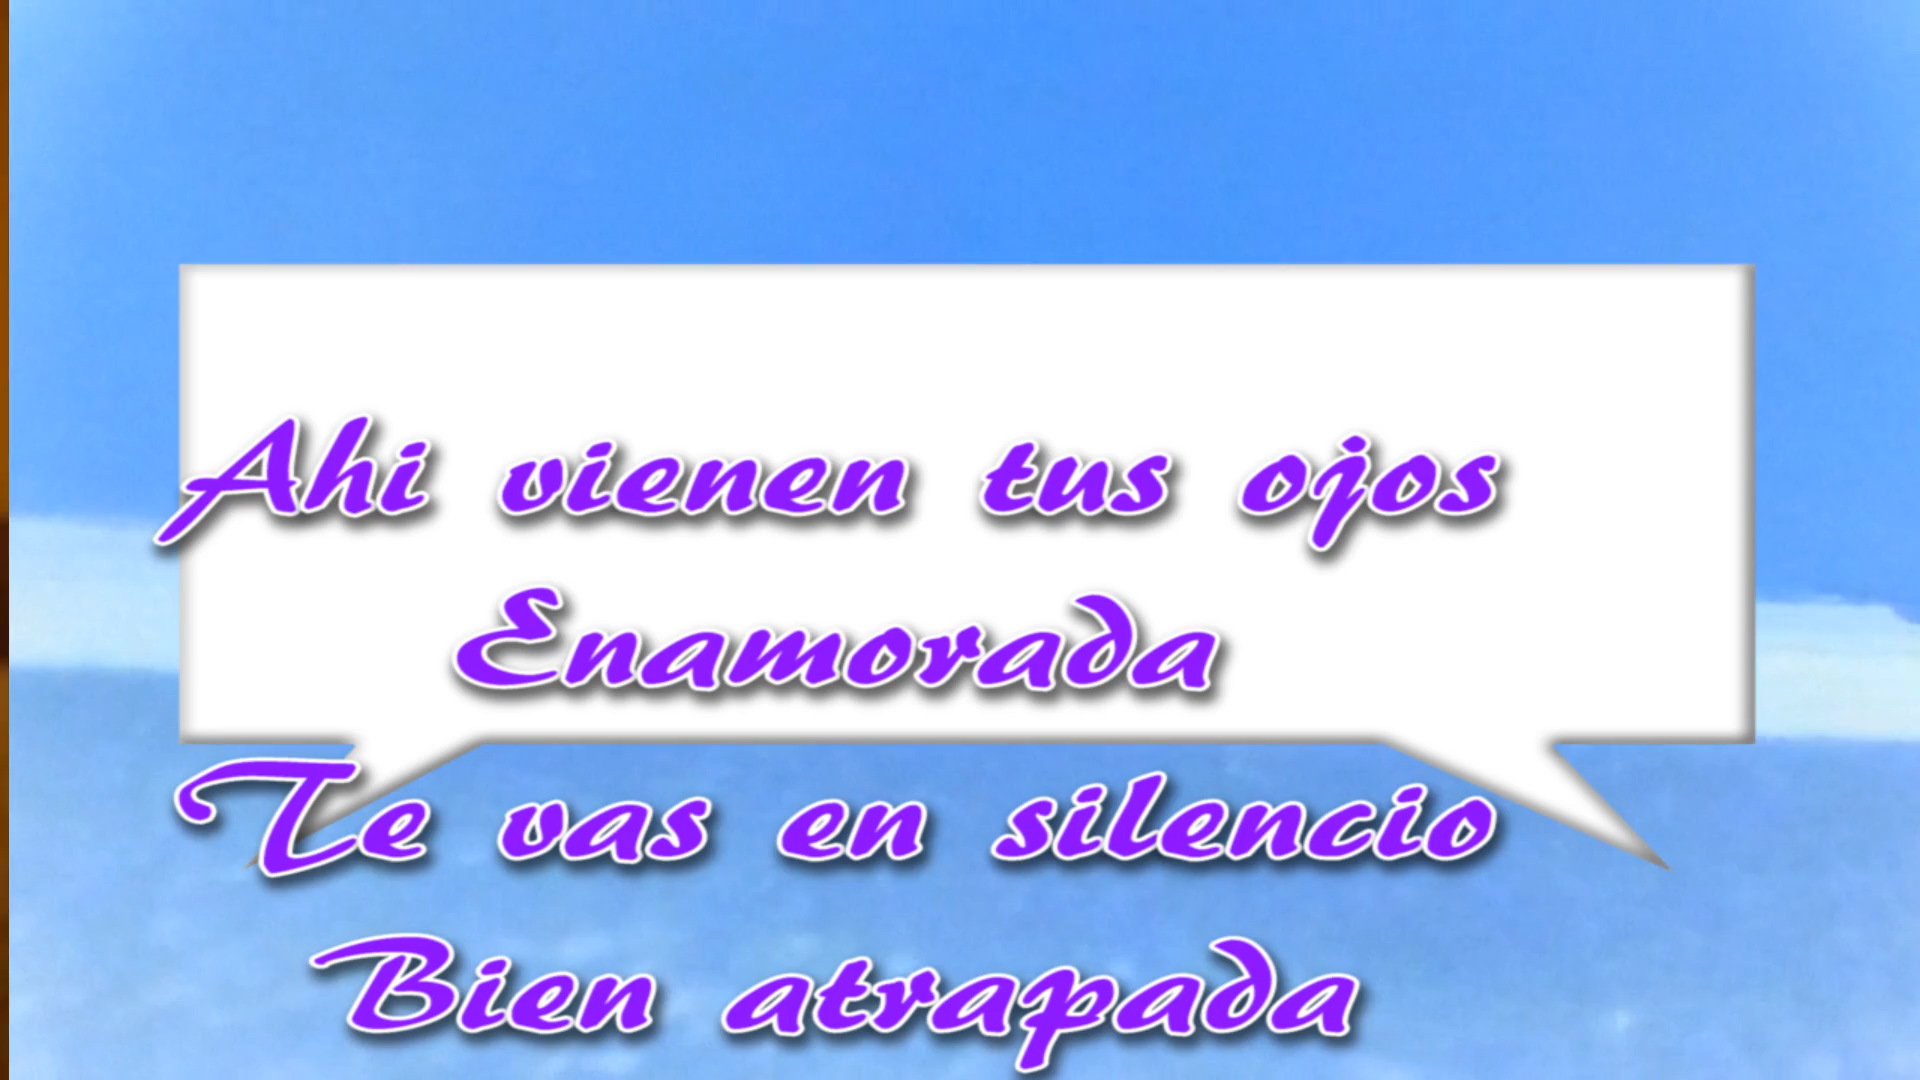 Ahi vienen tus ojos
Enamorada
Te vas en silencio
Bien atrapada